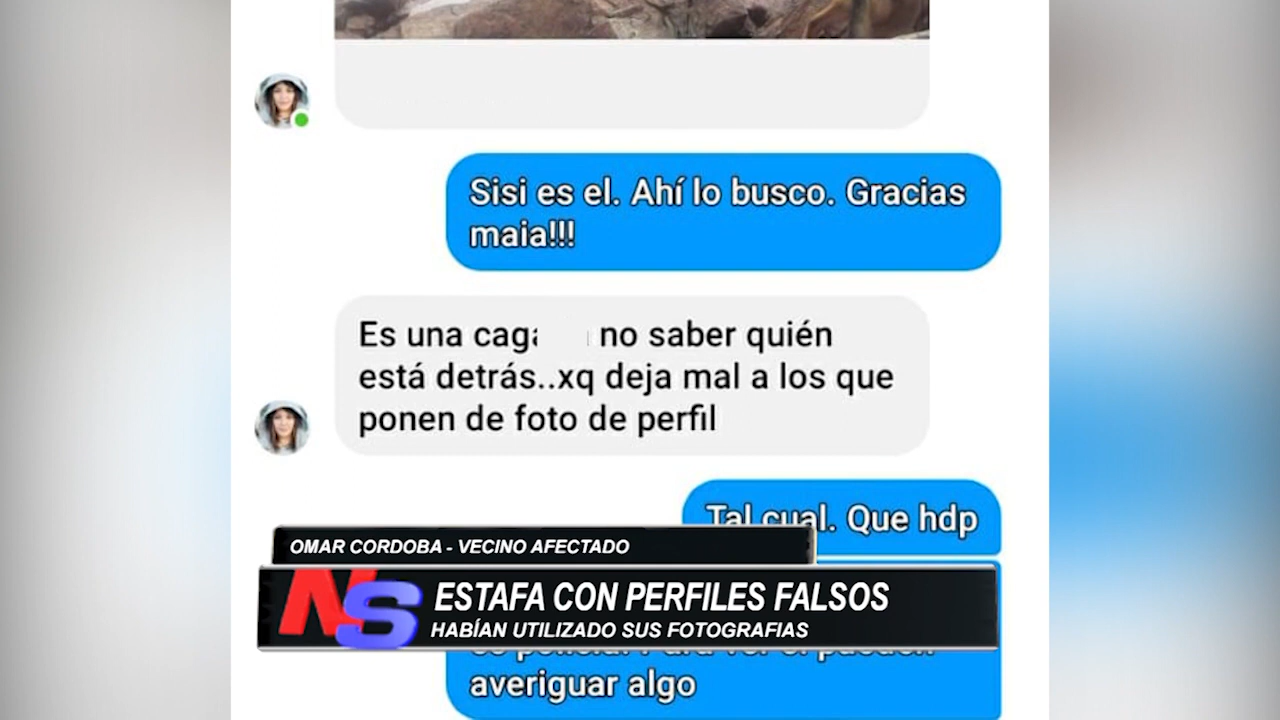 Sisi es el. Ahí lo busco. Gracias
maia!!!
Es una cag no saber quién
está detrás..xq deja mal a los que
ponen de foto de perfil
Tal cual. Que hdp
OMAR CORDOBA - VECINO AFECTADO
NS
ESTAFA CON PERFILES FALSOS
HABÍAN UTILIZADO SUS FOTOGRAFIAS
averiguar algo